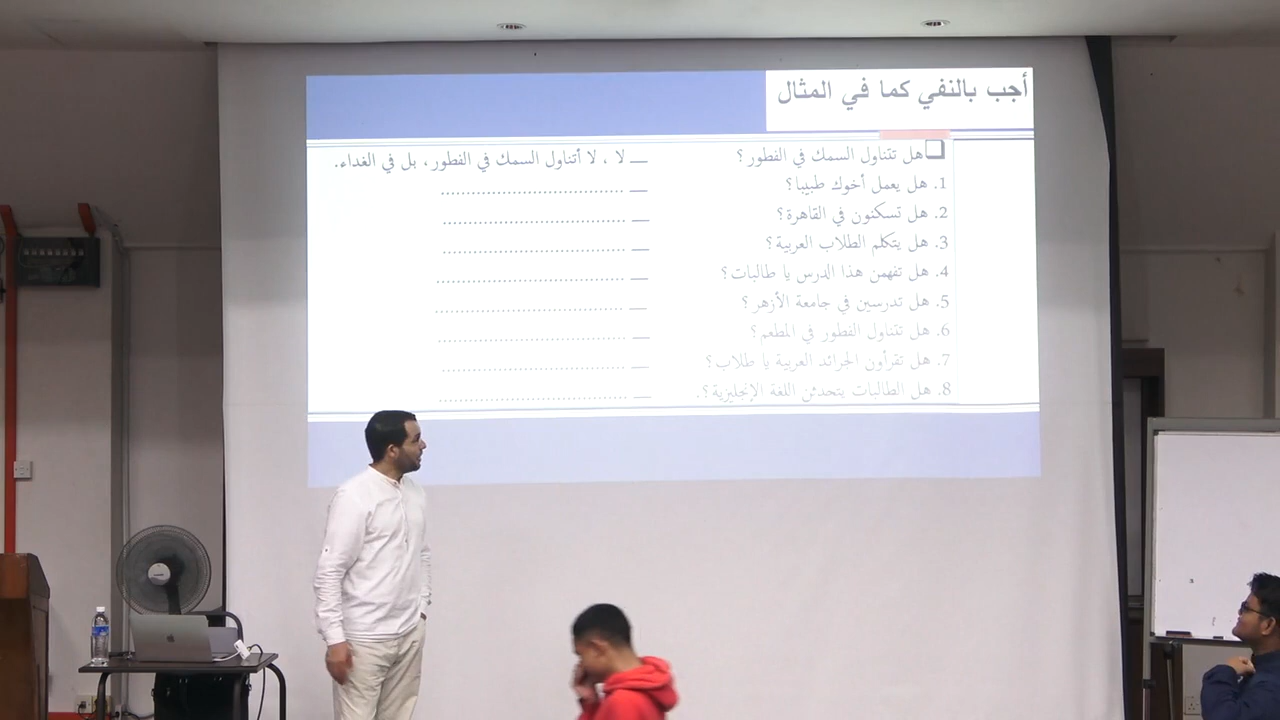 أجب بالنفي كما في المثال
هل تتناول السمك في الفطور؟ — لا ، لا أتناول السمك في الفطور، بل في الغداء.
1. هل يعمل أخوك طبيبا؟ — ................................
2. هل تسكنون في القاهرة؟ — ................................
3. هل يتكلم الطلاب العربية؟ — ................................
4. هل تفهمن هذا الدرس يا طالبات؟ — ................................
5. هل تدرسين في جامعة الأزهر؟ — ................................
6. هل تتناول الفطور في المطعم؟ — ................................
7. هل تقرأون الجرائد العربية يا طلاب؟ — ................................
8. هل الطالبات يتحدثن اللغة الإنجليزية؟. — ................................